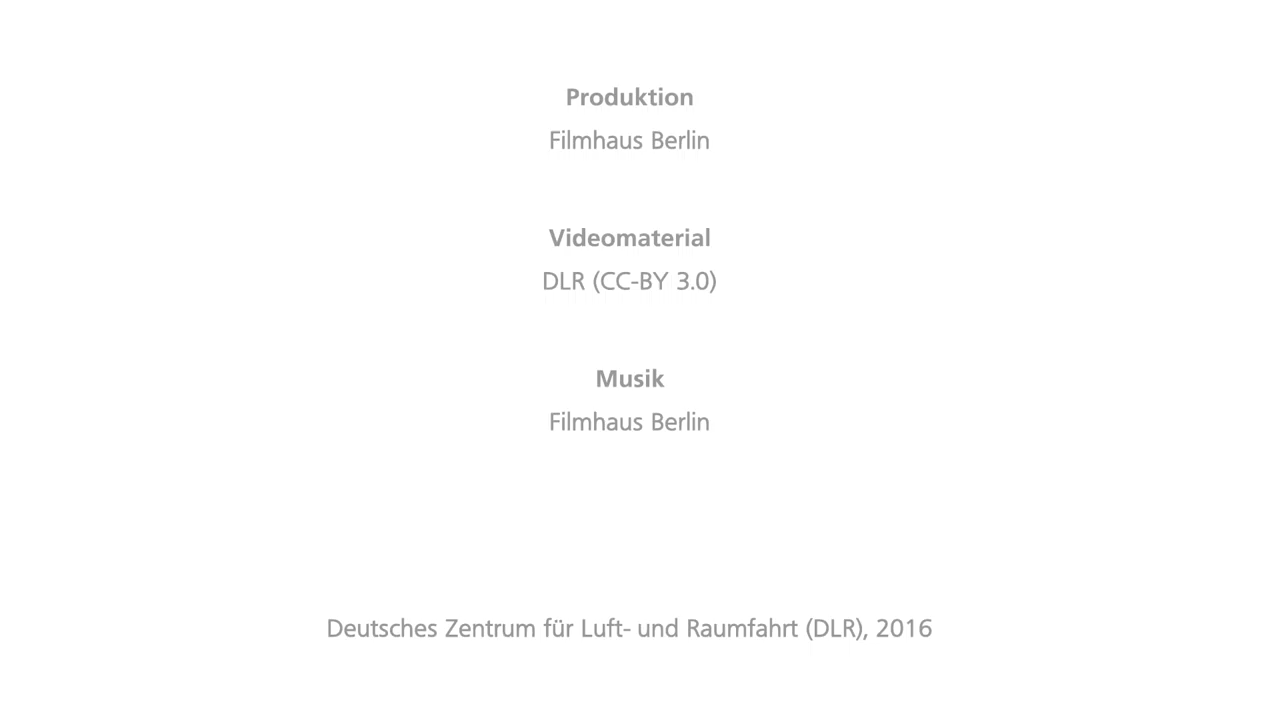 Produktion
Filmhaus Berlin
Videomaterial
DLR (CC-BY 3.0)
Musik
Filmhaus Berlin
Deutsches Zentrum für Luft- und Raumfahrt (DLR), 2016